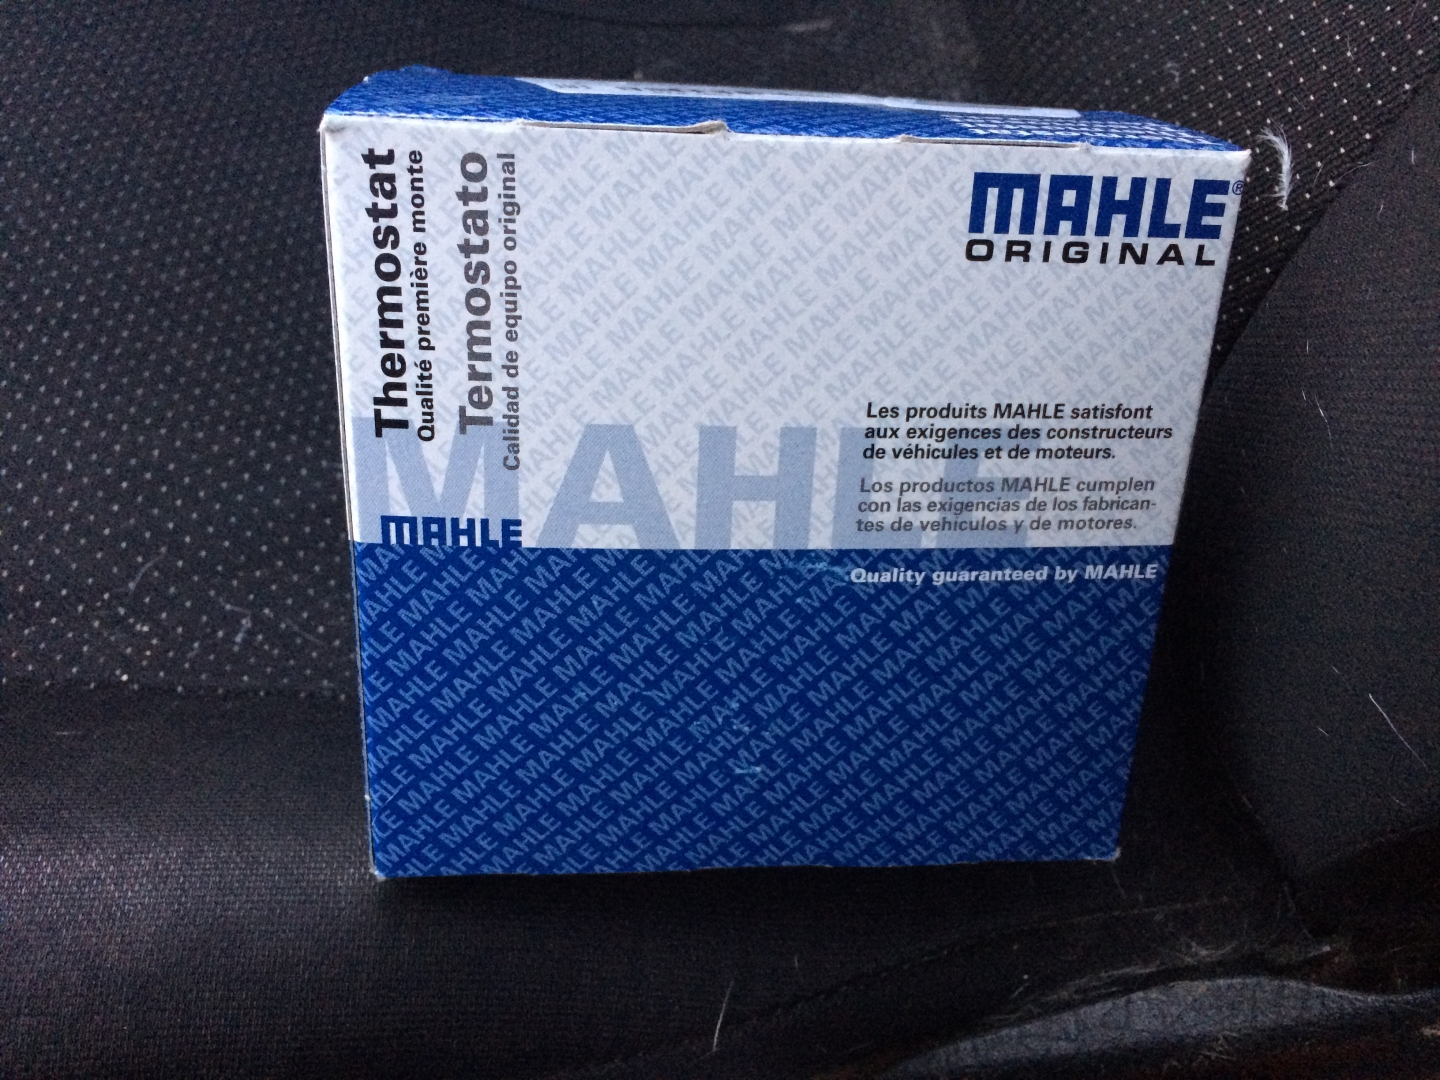 MAHLE®
ORIGINAL
Thermostat
Qualité première monte
Termostato
Calidad de equipo original
MAHLE
MAHLE
Les produits MAHLE satisfont
aux exigences des constructeurs
de véhicules et de moteurs.
Los productos MAHLE cumplen
con las exigencias de los fabrican-
tes de vehiculos y de motores.
Quality guaranteed by MAHLE